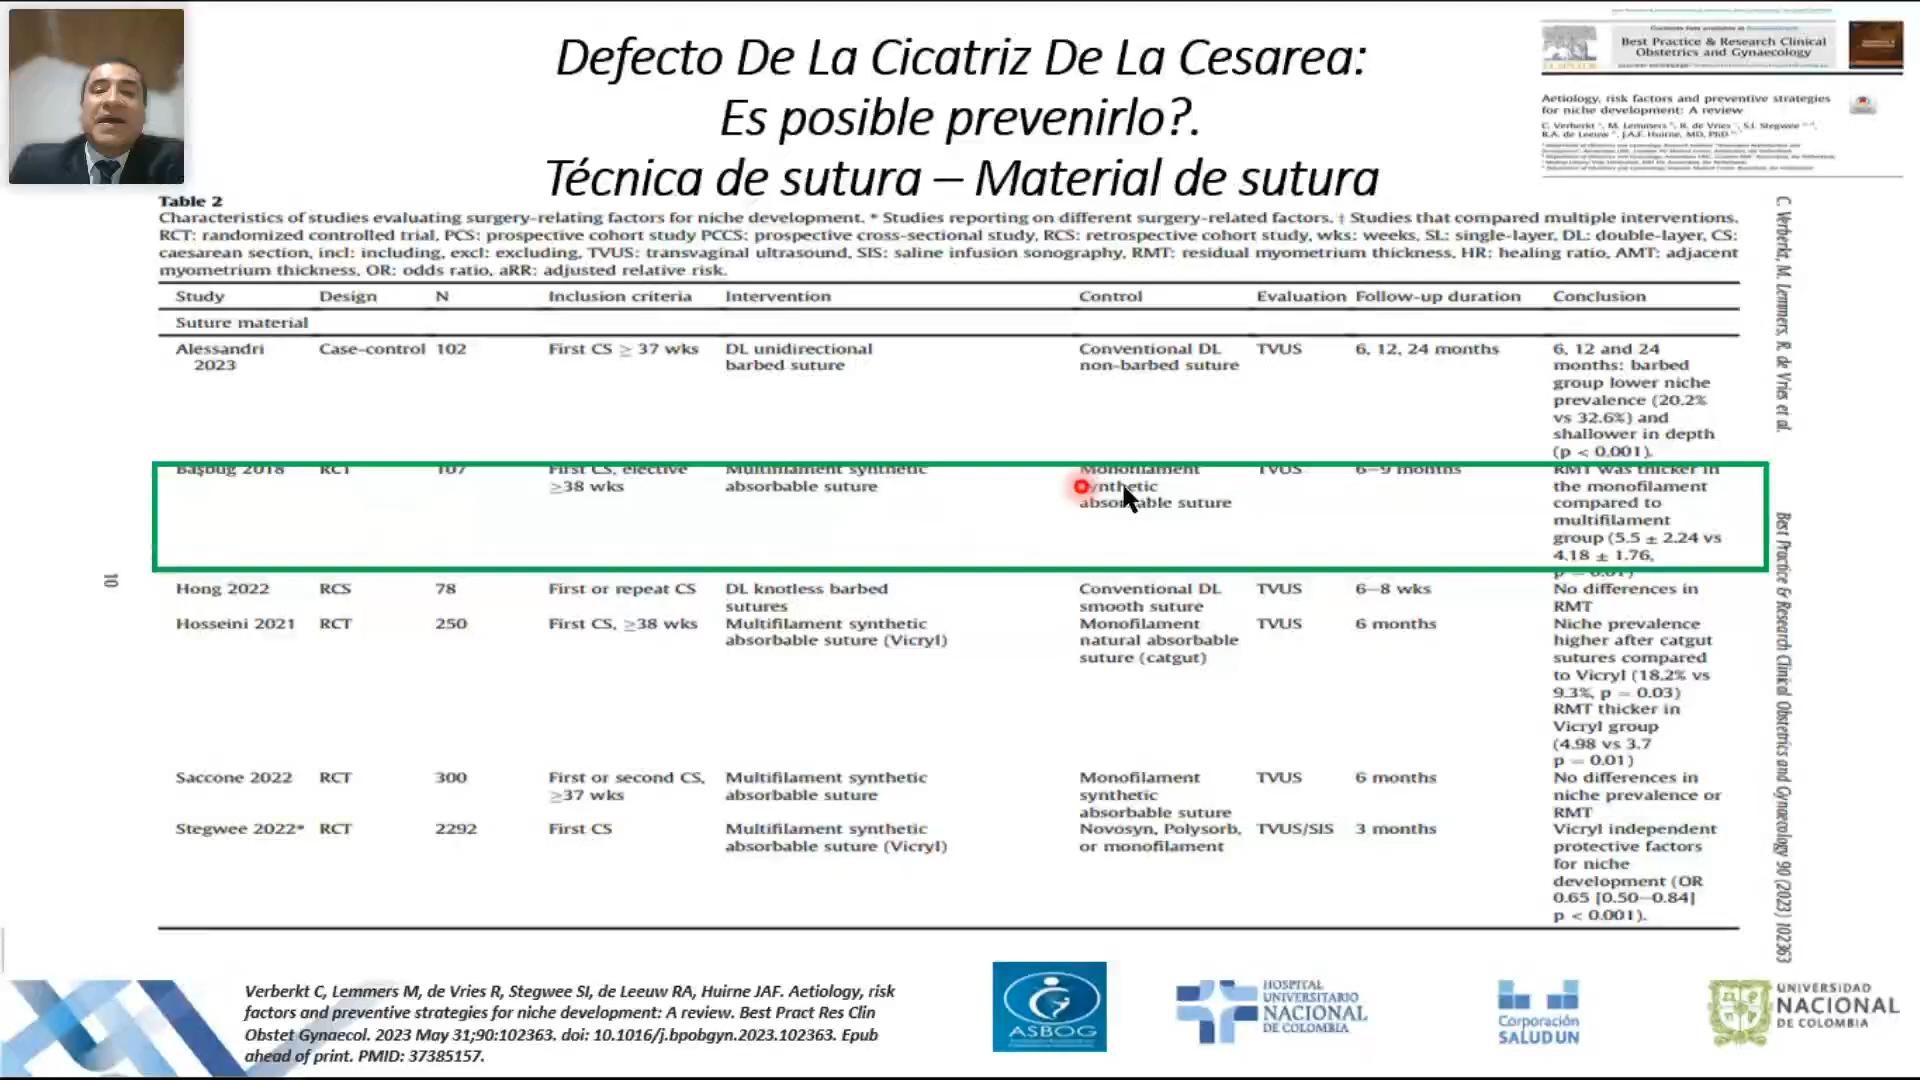 Defecto De La Cicatriz De La Cesarea:
Es posible prevenirlo?.
Técnica de sutura – Material de sutura
Best Practice & Research Clinical
Obstetrics and Gynaecology
Aetiology, risk factors and preventive strategies
for niche development: A review
C. Verberkt, M. Lemmers, R. de Vries, S.I. Stegwee
R.A. de Leeuw, J.A.F. Huirne, MD, PhD
Table 2
Characteristics of studies evaluating surgery-relating factors for niche development. * Studies reporting on different surgery-related factors. † Studies that compared multiple interventions.
RCT: randomized controlled trial, PCS: prospective cohort study PCCS: prospective cross-sectional study, RCS: retrospective cohort study, wks: weeks, SL: single-layer, DL: double-layer, CS:
caesarean section, incl: including, excl: excluding, TVUS: transvaginal ultrasound, SIS: saline infusion sonography, RMT: residual myometrium thickness, HR: healing ratio, AMT: adjacent
myometrium thickness, OR: odds ratio, aRR: adjusted relative risk.
Study Design N Inclusion criteria Intervention Control Evaluation Follow-up duration Conclusion
Suture material
Alessandri 2023 Case-control 102 First CS ≥ 37 wks DL unidirectional barbed suture Conventional DL non-barbed suture TVUS 6, 12, 24 months 6, 12 and 24
months: barbed
group lower niche
prevalence (20.2%
vs 32.6%) and
shallower in depth
(p < 0.001).
Başbuğ 2018 RCT 107 First CS, elective ≥38 wks Multifilament synthetic absorbable suture Monofilament synthetic absorbable suture TVUS 6–9 months RMT was thicker in
the monofilament
compared to
multifilament
group (5.5 ± 2.24 vs
4.18 ± 1.76,
p = 0.01)
Hong 2022 RCS 78 First or repeat CS DL knotless barbed sutures Conventional DL smooth suture TVUS 6–8 wks No differences in
RMT
Hosseini 2021 RCT 250 First CS, ≥38 wks Multifilament synthetic absorbable suture (Vicryl) Monofilament natural absorbable suture (catgut) TVUS 6 months Niche prevalence
higher after catgut
sutures compared
to Vicryl (18.2% vs
9.3%, p = 0.03)
RMT thicker in
Vicryl group
(4.98 vs 3.7
p = 0.01)
Saccone 2022 RCT 300 First or second CS, ≥37 wks Multifilament synthetic absorbable suture Monofilament synthetic absorbable suture TVUS 6 months No differences in
niche prevalence or
RMT
Stegwee 2022* RCT 2292 First CS Multifilament synthetic absorbable suture (Vicryl) Novosyn, Polysorb, or monofilament TVUS/SIS 3 months Vicryl independent
protective factors
for niche
development (OR
0.65 [0.50–0.84]
p < 0.001).
10
C. Verberkt, M. Lemmers, R. de Vries et al.
Best Practice & Research Clinical Obstetrics and Gynaecology 90 (2023) 102363
Verberkt C, Lemmers M, de Vries R, Stegwee SI, de Leeuw RA, Huirne JAF. Aetiology, risk
factors and preventive strategies for niche development: A review. Best Pract Res Clin
Obstet Gynaecol. 2023 May 31;90:102363. doi: 10.1016/j.bpobgyn.2023.102363. Epub
ahead of print. PMID: 37385157.
ASBOG
HOSPITAL
UNIVERSITARIO
NACIONAL
DE COLOMBIA
Corporación
SALUD UN
UNIVERSIDAD
NACIONAL
DE COLOMBIA